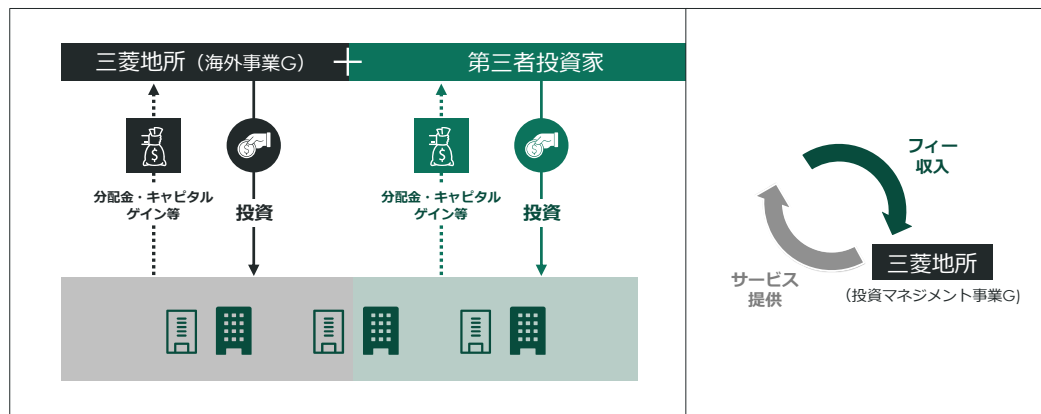 三菱地所（海外事業G）
第三者投資家
分配金・キャピタル
ゲイン等
投資
分配金・キャピタル
ゲイン等
投資
フィー
収入
三菱地所
(投資マネジメント事業G)
サービス
提供